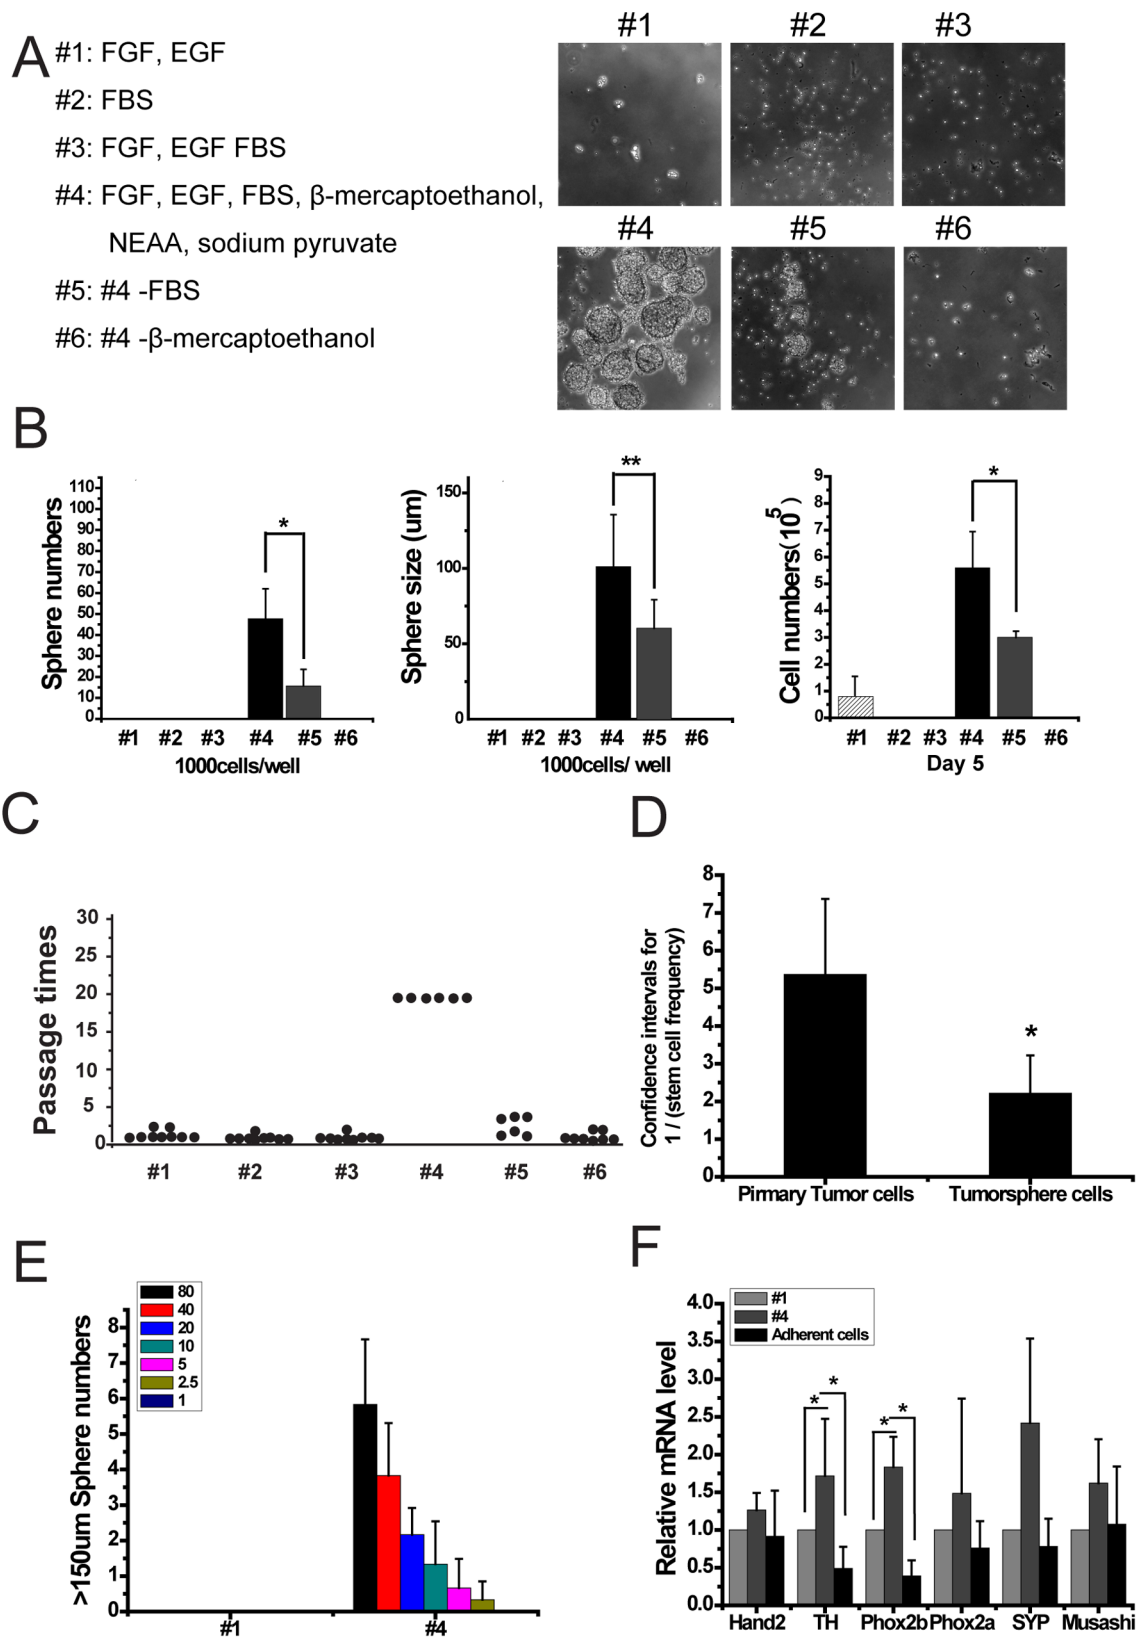 A
#1: FGF, EGF
#2: FBS
#3: FGF, EGF FBS
#4: FGF, EGF, FBS, β-mercaptoethanol,
NEAA, sodium pyruvate
#5: #4 -FBS
#6: #4 -β-mercaptoethanol
#1 #2 #3
#4 #5 #6
B
Sphere numbers
110
100
90
80
70
60
50
40
30
20
10
0
*
#1 #2 #3 #4 #5 #6
1000cells/well
Sphere size (um)
150
100
50
0
**
#1 #2 #3 #4 #5 #6
1000cells/ well
Cell numbers(10⁵)
9
8
7
6
5
4
3
2
1
0
*
#1 #2 #3 #4 #5 #6
Day 5
C
Passage times
30
25
20
15
10
5
0
#1 #2 #3 #4 #5 #6
D
Confidence intervals for
1 / (stem cell frequency)
8
7
6
5
4
3
2
1
0
*
Pirmary Tumor cells Tumorsphere cells
E
>150um Sphere numbers
8
7
6
5
4
3
2
1
0
80
40
20
10
5
2.5
1
#1 #4
F
Relative mRNA level
4.0
3.5
3.0
2.5
2.0
1.5
1.0
0.5
0.0
#1
#4
Adherent cells
* *
* *
Hand2 TH Phox2b Phox2a SYP Musashi